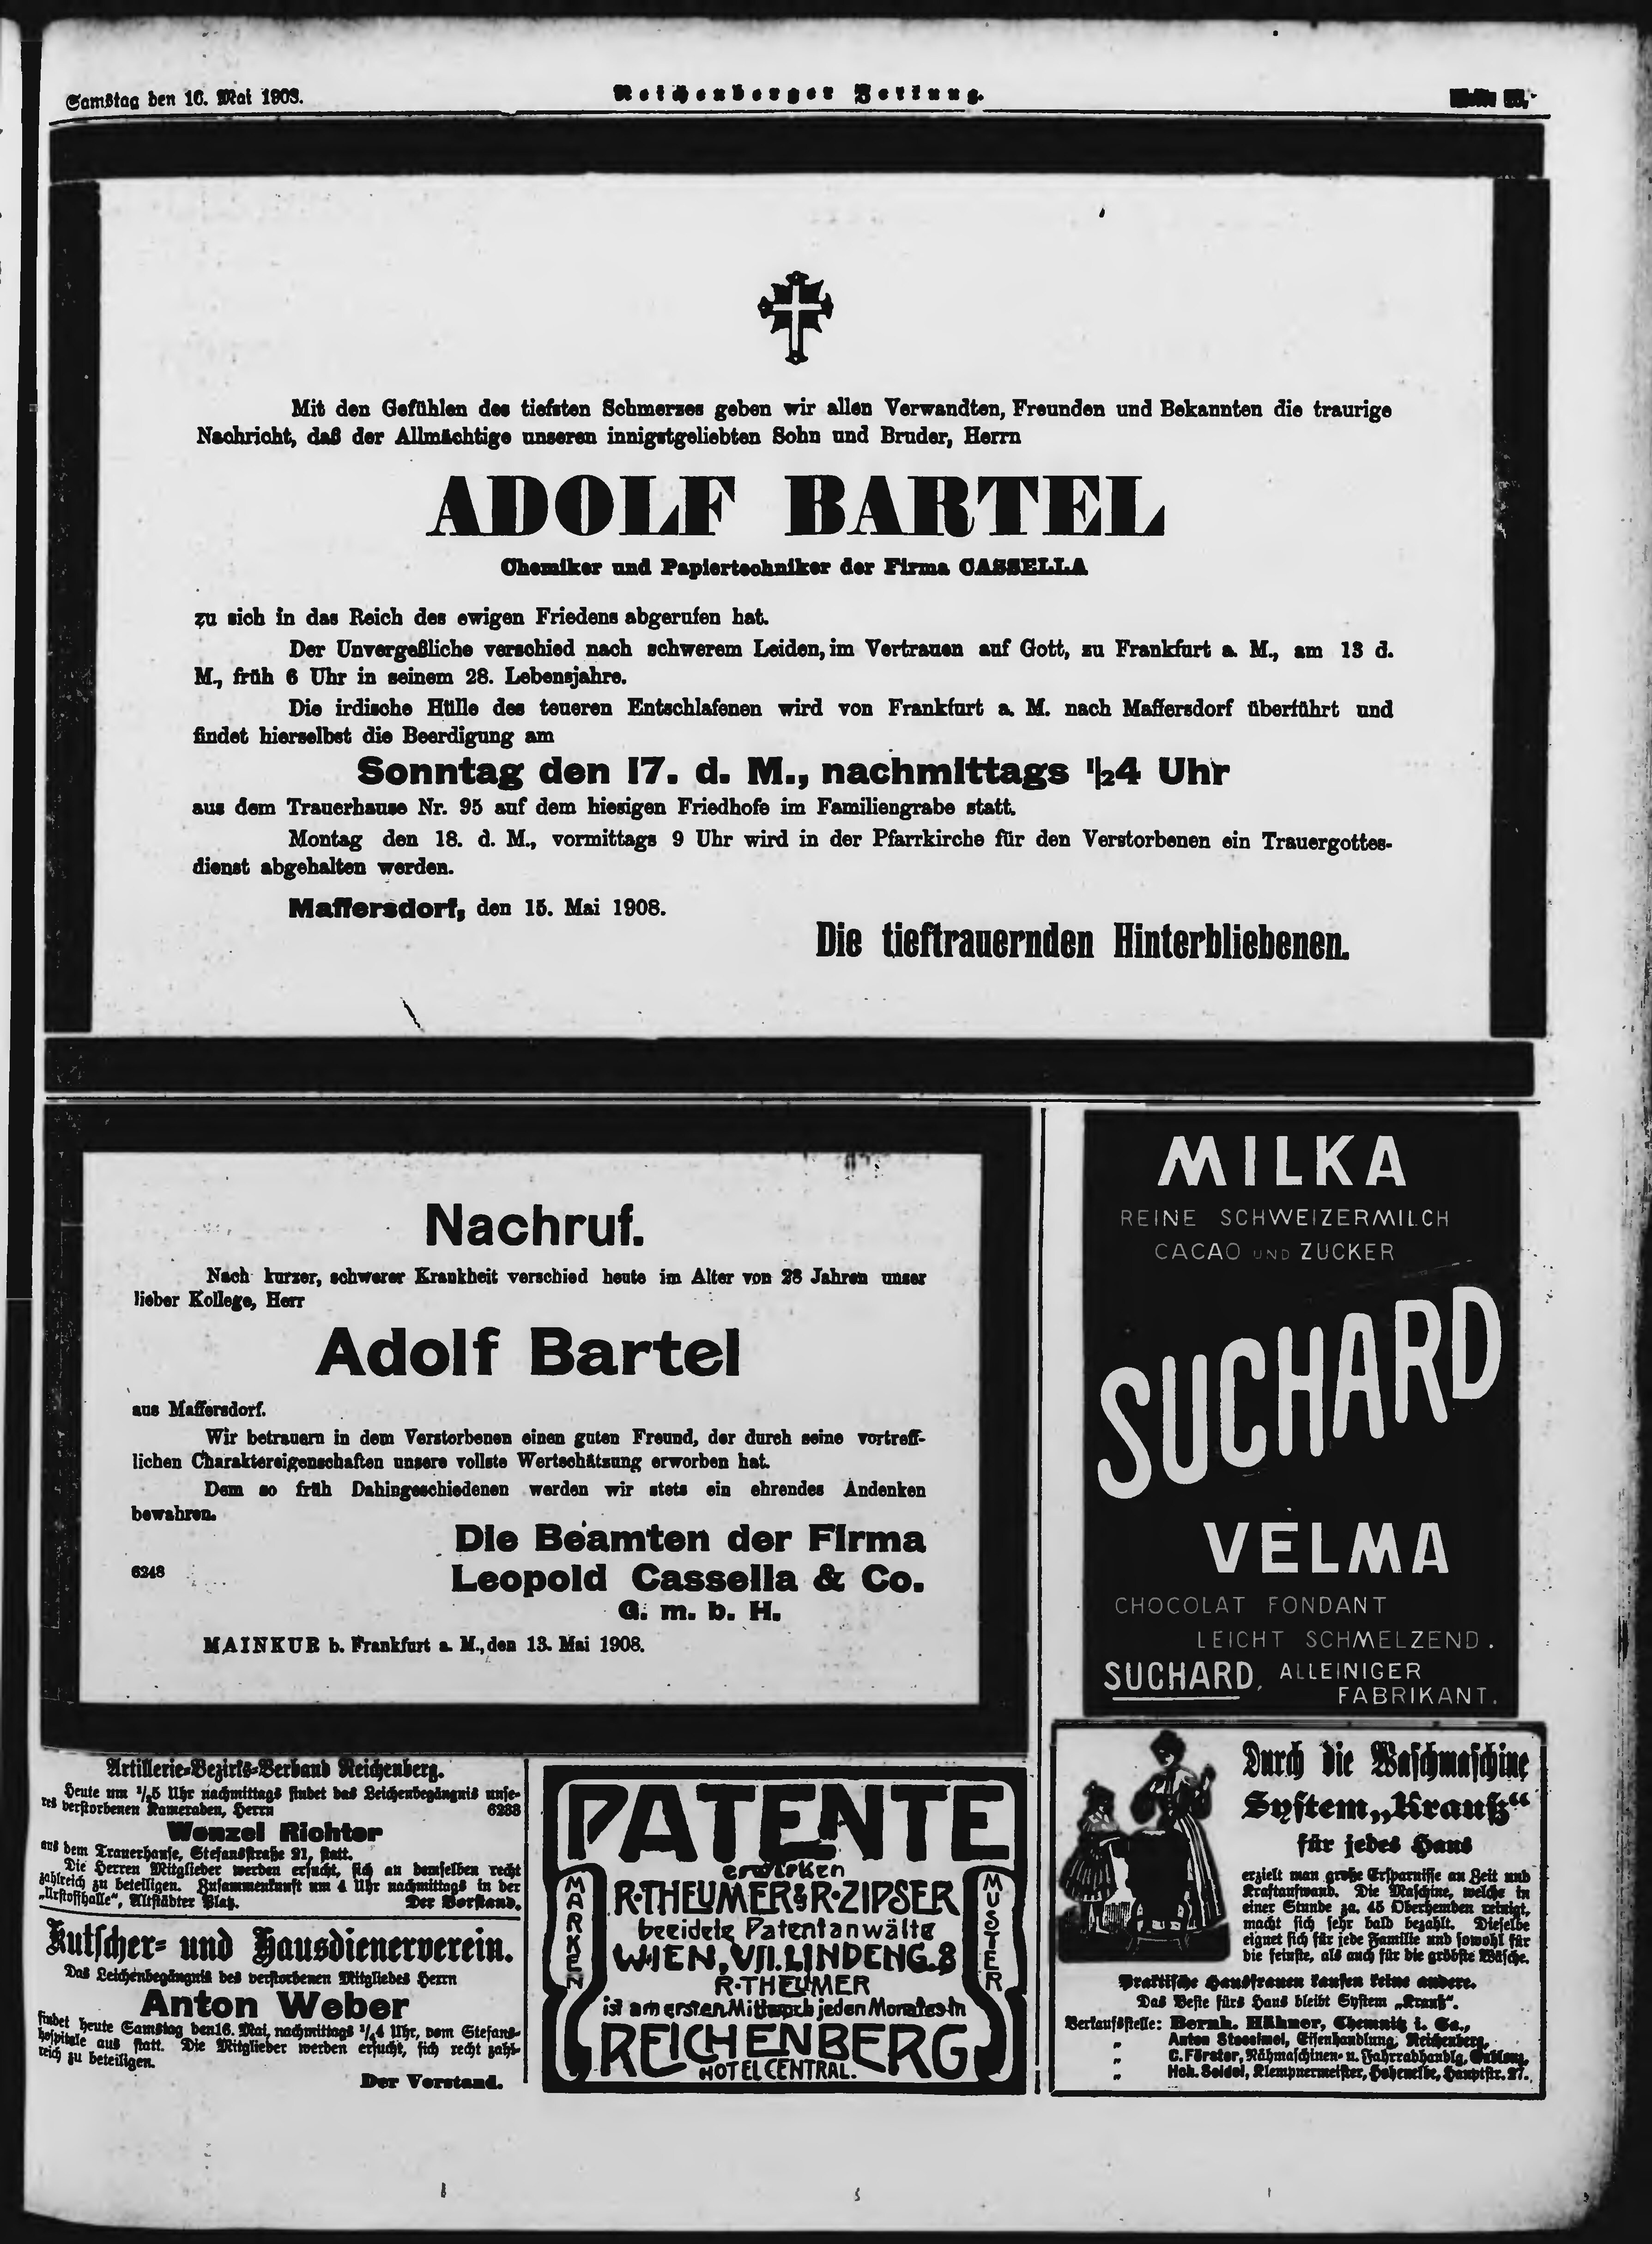 Samstag den 16. Mai 1908.
Reichenberger Zeitung.
Mit den Gefühlen des tiefsten Schmerzes geben wir allen Verwandten, Freunden und Bekannten die traurige
Nachricht, daß der Allmächtige unseren innigstgeliebten Sohn und Bruder, Herrn
ADOLF BARTEL
Chemiker und Papiertechniker der Firma CASSELLA
zu sich in das Reich des ewigen Friedens abgerufen hat.
Der Unvergeßliche verschied nach schwerem Leiden, im Vertrauen auf Gott, zu Frankfurt a. M., am 13 d.
M., früh 6 Uhr in seinem 28. Lebensjahre.
Die irdische Hülle des teueren Entschlafenen wird von Frankfurt a. M. nach Maffersdorf überführt und
findet hierselbst die Beerdigung am
Sonntag den 17. d. M., nachmittags ½4 Uhr
aus dem Trauerhause Nr. 95 auf dem hiesigen Friedhofe im Familiengrabe statt.
Montag den 18. d. M., vormittags 9 Uhr wird in der Pfarrkirche für den Verstorbenen ein Trauergottes-
dienst abgehalten werden.
Maffersdorf, den 15. Mai 1908.
Die tieftrauernden Hinterbliebenen.
Nachruf.
Nach kurzer, schwerer Krankheit verschied heute im Alter von 28 Jahren unser
lieber Kollege, Herr
Adolf Bartel
aus Maffersdorf.
Wir betrauern in dem Verstorbenen einen guten Freund, der durch seine vortreff-
lichen Charaktereigenschaften unsere vollste Wertschätzung erworben hat.
Dem so früh Dahingeschiedenen werden wir stets ein ehrendes Andenken
bewahren.
Die Beamten der Firma
6248
Leopold Cassella & Co.
G. m. b. H.
MAINKUR b. Frankfurt a. M., den 13. Mai 1908.
MILKA
REINE SCHWEIZERMILCH
CACAO UND ZUCKER
SUCHARD
VELMA
CHOCOLAT FONDANT
LEICHT SCHMELZEND.
SUCHARD, ALLEINIGER
FABRIKANT.
Artillerie-Bezirks-Verband Reichenberg.
Heute um ½5 Uhr nachmittags findet das Leichenbegängnis unse-
res verstorbenen Kameraden, Herrn 6238
Wenzel Richter
aus dem Trauerhause, Stefansstraße 21, statt.
Die Herren Mitglieder werden ersucht, sich an demselben recht
zahlreich zu beteiligen. Zusammenkunft um 4 Uhr nachmittags in der
„Urstoffhalle“, Altstädter Platz. Der Vorstand.
Kutscher- und Hausdienerverein.
Das Leichenbegängnis des verstorbenen Mitgliedes Herrn
Anton Weber
findet heute Samstag den 16. Mai, nachmittags ¾4 Uhr, vom Stefans-
hospitale aus statt. Die Mitglieder werden ersucht, sich recht zahl-
reich zu beteiligen.
Der Vorstand.
PATENTE
erwirken
R. THEUMER & R. ZIPSER
beeidete Patentanwälte
WIEN, VII. LINDENG. 8
R. THEUMER
ist am ersten Mittwoch jeden Monates in
REICHENBERG
HOTEL CENTRAL.
MARKEN
MUSTER
Durch die Waschmaschine
System „Krauß“
für jedes Haus
erzielt man große Ersparnisse an Zeit und
Kraftaufwand. Die Maschine, welche in
einer Stunde za. 45 Oberhemden reinigt,
macht sich sehr bald bezahlt. Dieselbe
eignet sich für jede Familie und sowohl für
die feinste, als auch für die gröbste Wäsche.
Praktische Hausfrauen kaufen keine andere.
Das Beste fürs Haus bleibt System „Krauß“.
Verkaufsstelle: Bernh. Hähner, Chemnitz i. Sa.,
„ Anton Stoesimel, Eisenhandlung, Reichenberg,
„ C. Förster, Nähmaschinen- u. Fahrradhandlg, Gablonz,
„ Hch. Seidel, Klempnermeister, Hohenelbe, Hauptstr. 27.